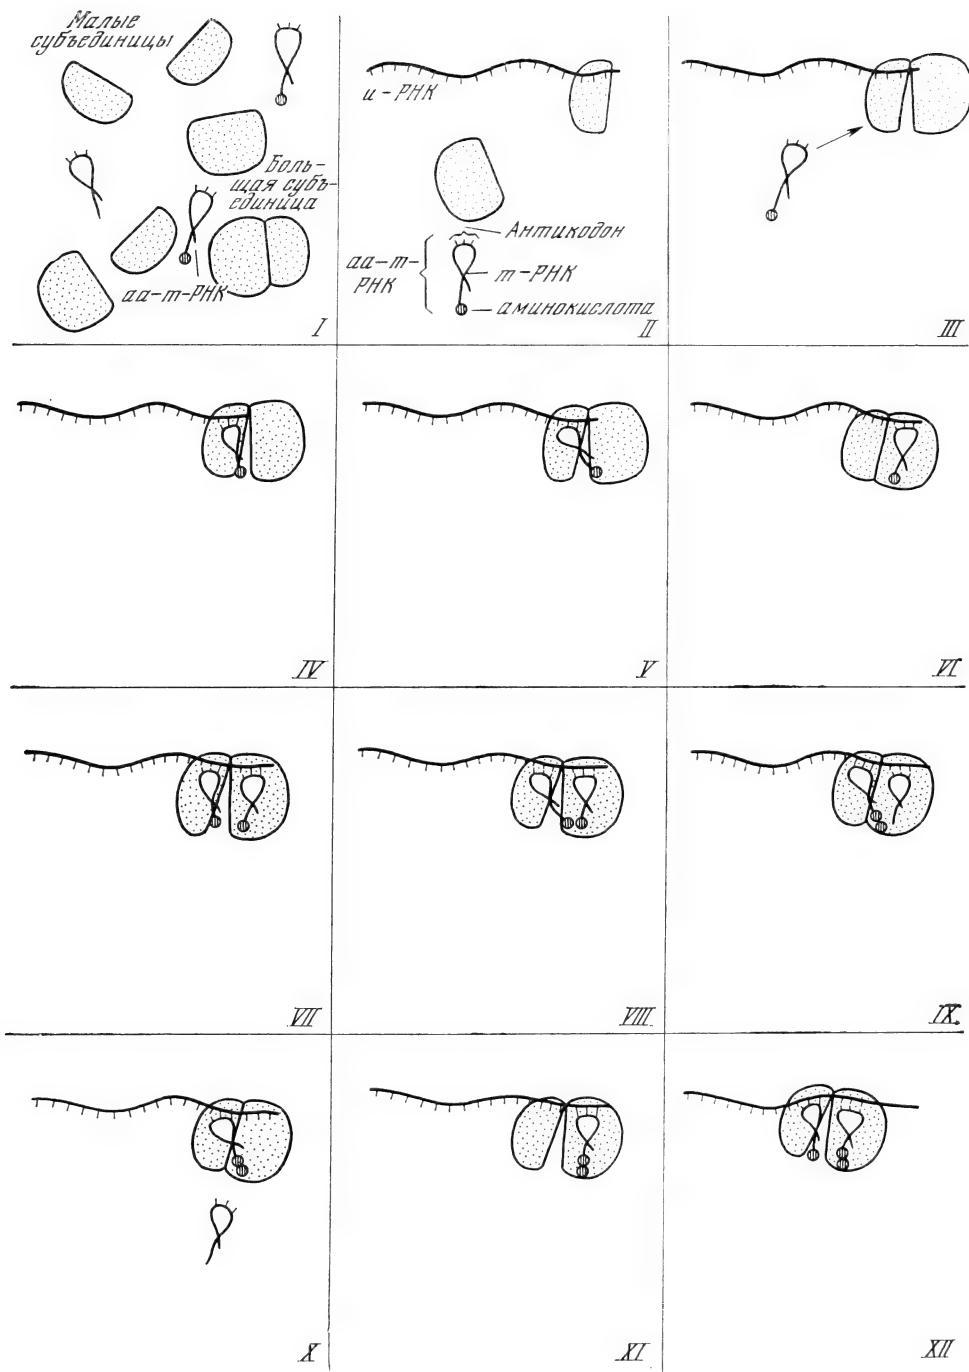 Малые
субъединицы
Боль-
шая субъ-
единица
аа-т-РНК
I
и-РНК
Антикодон
аа-т-
РНК
т-РНК
аминокислота
II
III
IV
V
VI
VII
VIII
IX
X
XI
XII